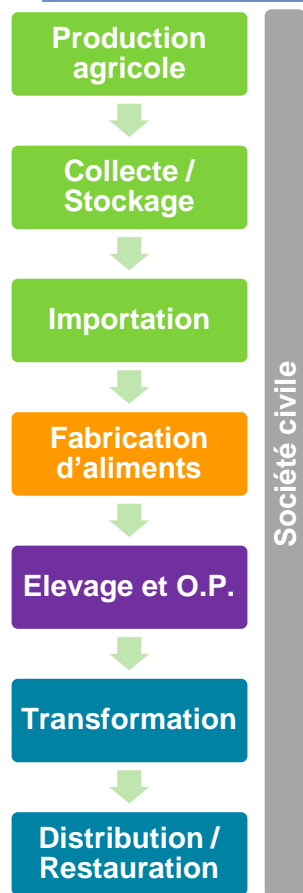 Production
agricole
Collecte /
Stockage
Importation
Fabrication
d’aliments
Elevage et O.P.
Transformation
Distribution /
Restauration
Société civile